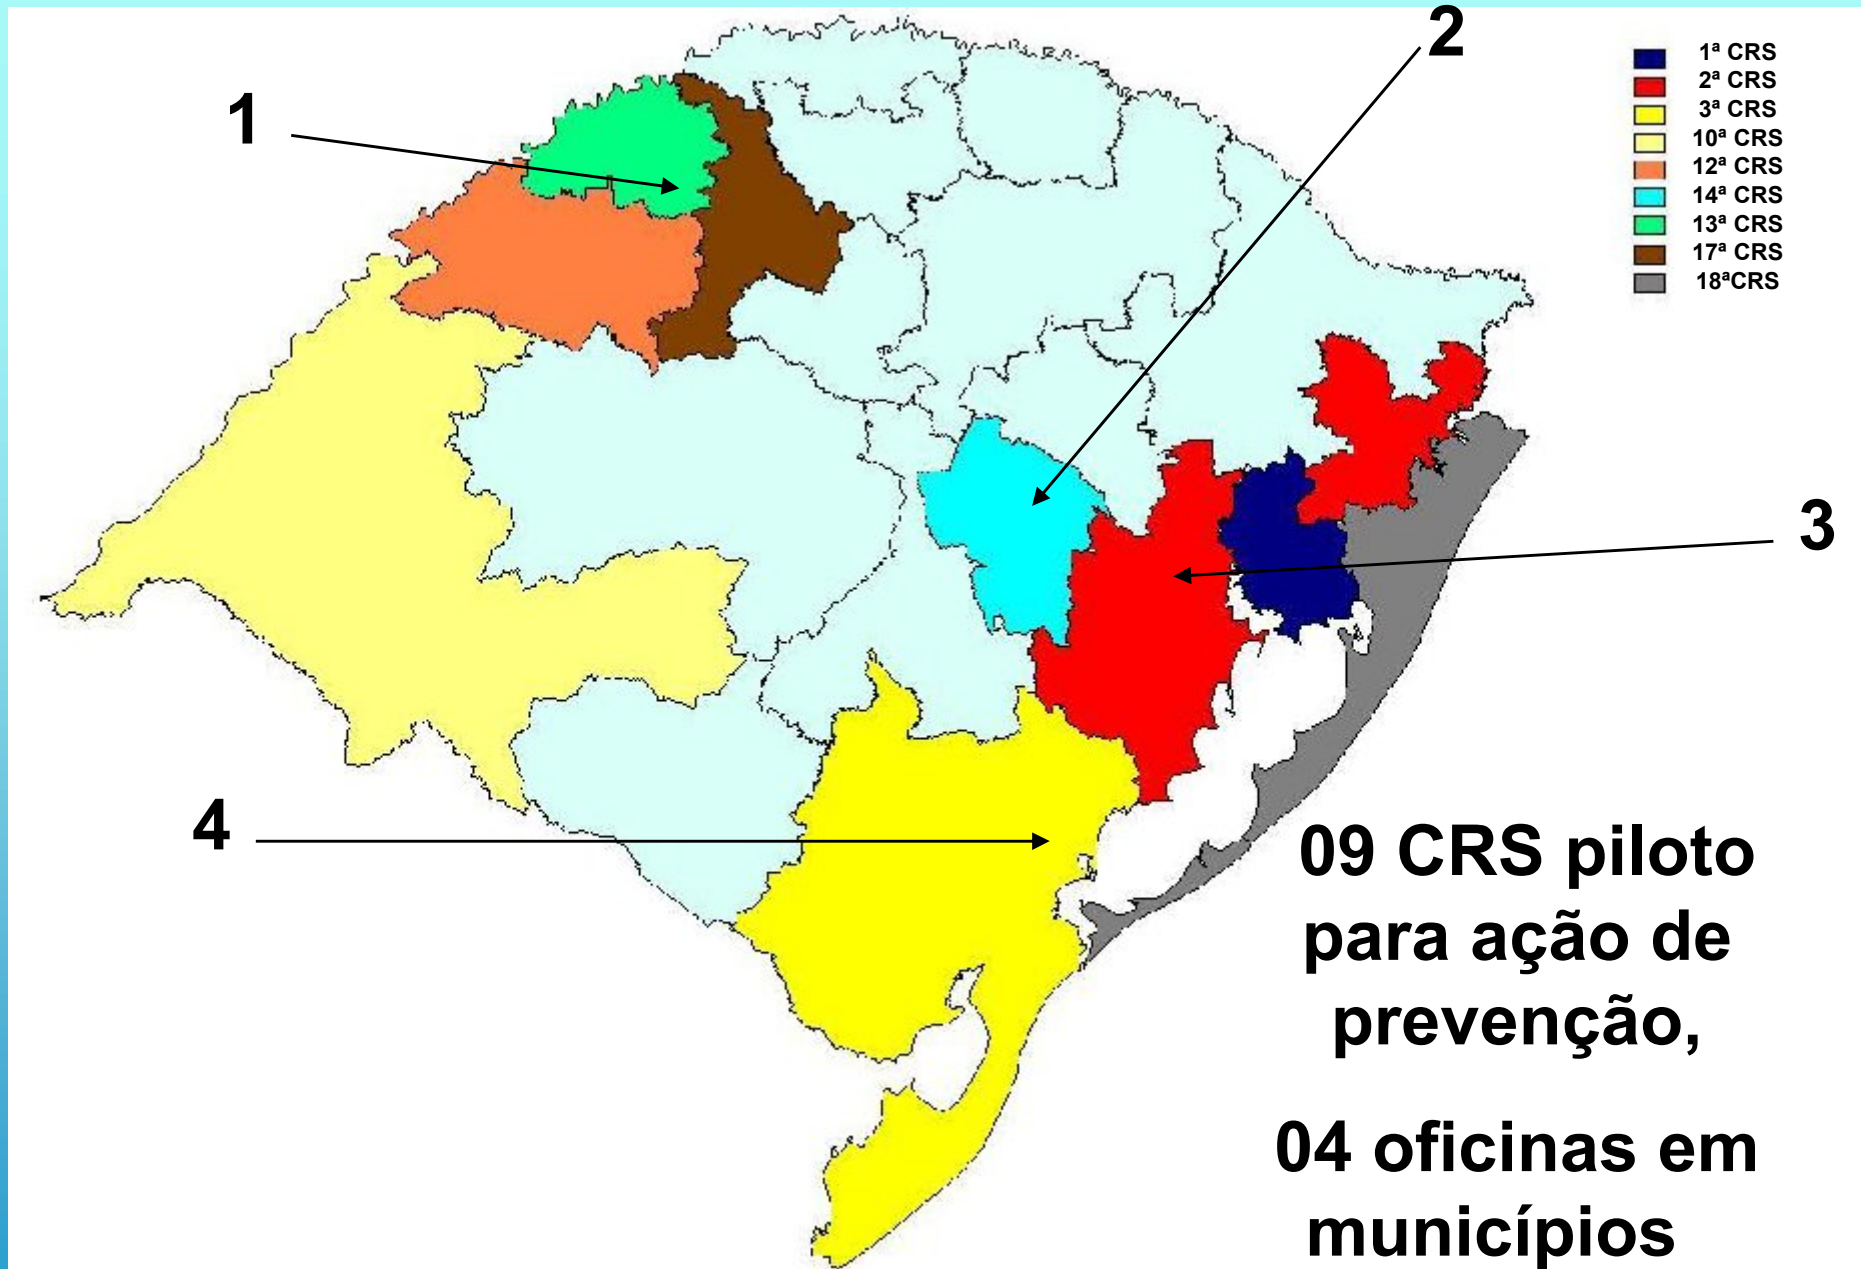 1
2
3
4
1ª CRS
2ª CRS
3ª CRS
10ª CRS
12ª CRS
14ª CRS
13ª CRS
17ª CRS
18ªCRS
09 CRS piloto
para ação de
prevenção,
04 oficinas em
municípios